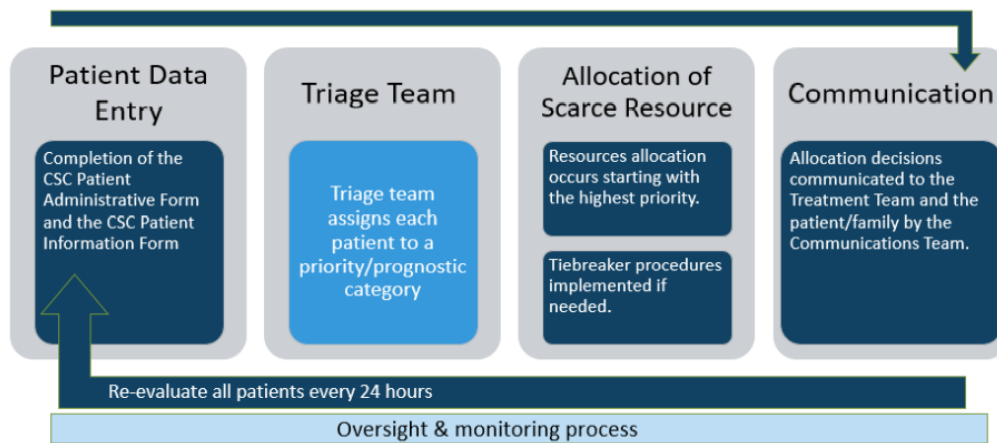 Patient Data
Entry
Completion of the
CSC Patient
Administrative Form
and the CSC Patient
Information Form
Triage Team
Triage team
assigns each
patient to a
priority/prognostic
category
Allocation of
Scarce Resource
Resources allocation
occurs starting with
the highest priority.
Tiebreaker procedures
implemented if
needed.
Communication
Allocation decisions
communicated to the
Treatment Team and the
patient/family by the
Communications Team.
Re-evaluate all patients every 24 hours
Oversight & monitoring process